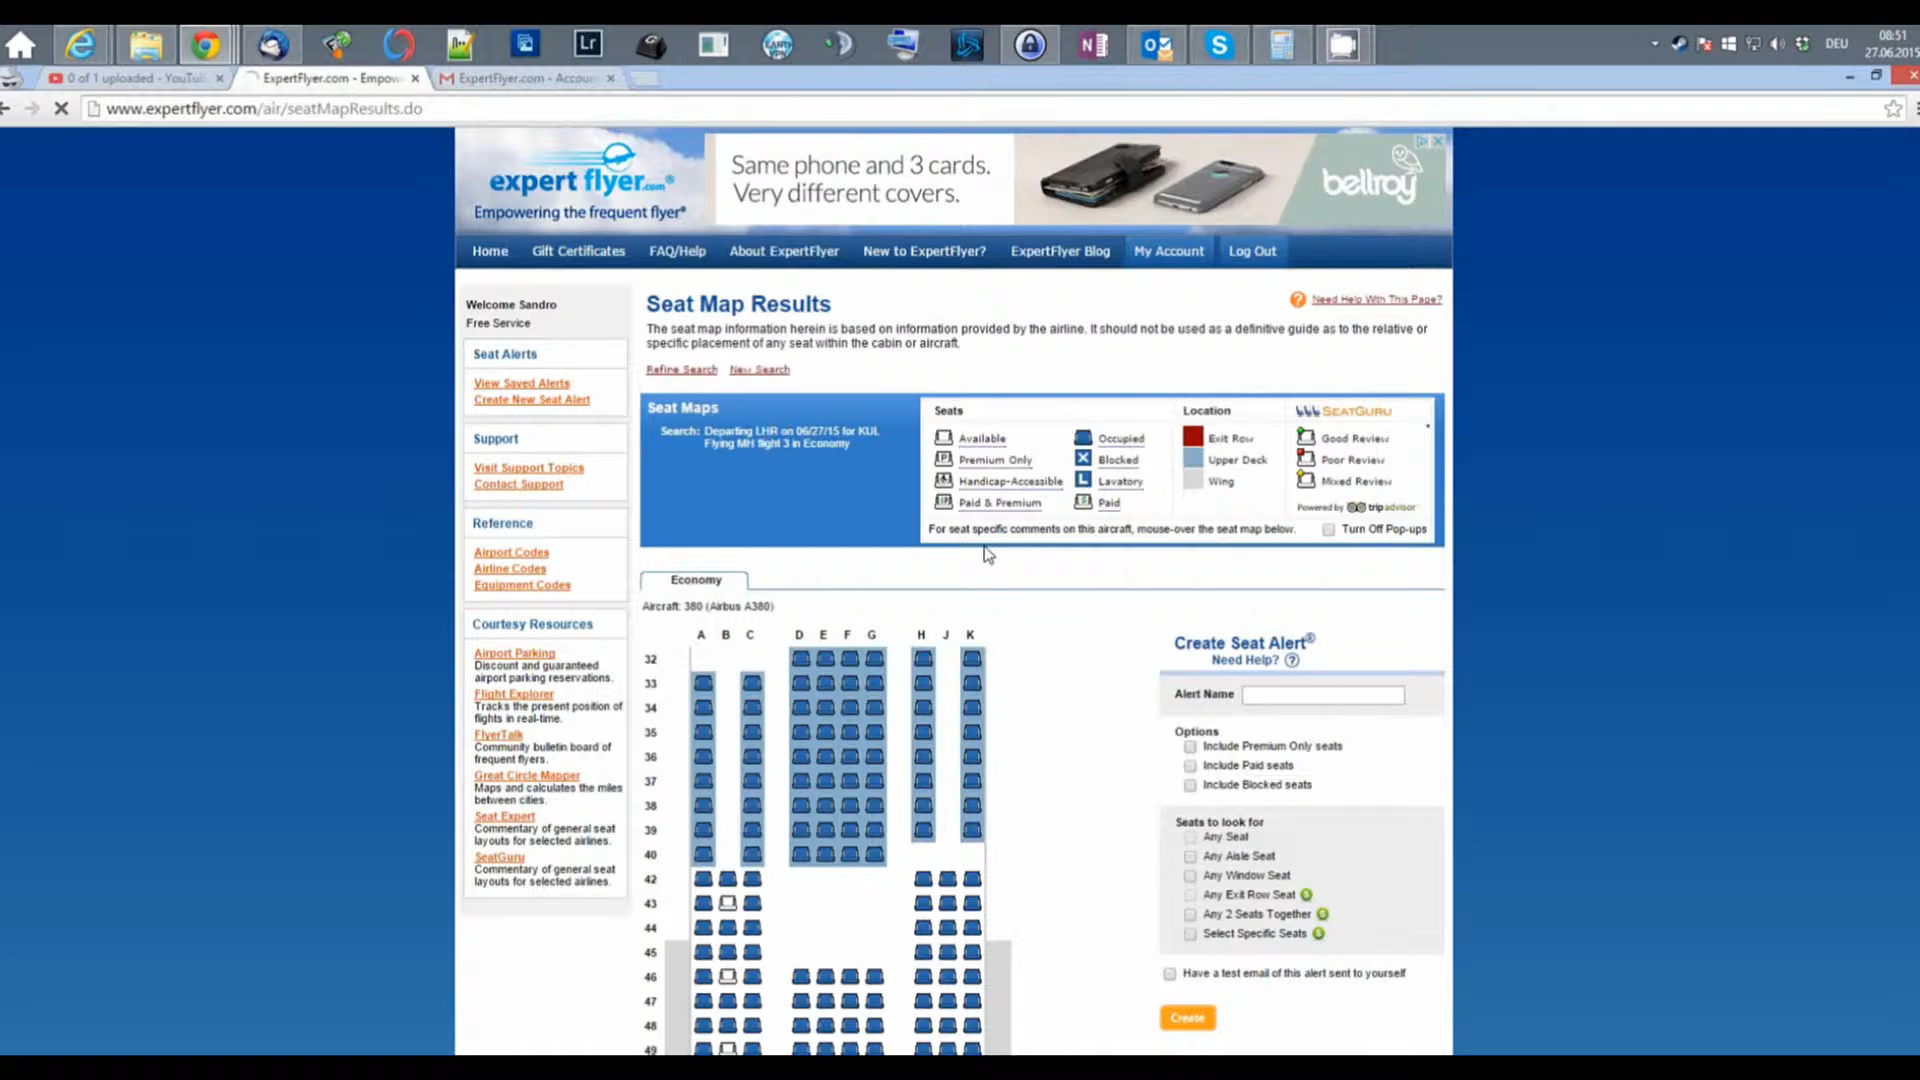 08:51
DEU
27.06.2015
0 of 1 uploaded - YouTu
ExpertFlyer.com - Empow
ExpertFlyer.com - Accou
www.expertflyer.com/air/seatMapResults.do
expert flyer.com®
Empowering the frequent flyer®
Same phone and 3 cards.
Very different covers.
bellroy
Home
Gift Certificates
FAQ/Help
About ExpertFlyer
New to ExpertFlyer?
ExpertFlyer Blog
My Account
Log Out
Welcome Sandro
Free Service
Seat Alerts
View Saved Alerts
Create New Seat Alert
Support
Visit Support Topics
Contact Support
Reference
Airport Codes
Airline Codes
Equipment Codes
Courtesy Resources
Airport Parking
Discount and guaranteed
airport parking reservations.
Flight Explorer
Tracks the present position of
flights in real-time.
FlyerTalk
Community bulletin board of
frequent flyers.
Great Circle Mapper
Maps and calculates the miles
between cities.
Seat Expert
Commentary of general seat
layouts for selected airlines.
SeatGuru
Commentary of general seat
layouts for selected airlines.
Seat Map Results
Need Help With This Page?
The seat map information herein is based on information provided by the airline. It should not be used as a definitive guide as to the relative or
specific placement of any seat within the cabin or aircraft.
Refine Search
New Search
Seat Maps
Search: Departing LHR on 06/27/15 for KUL
Flying MH flight 3 in Economy
Seats
Available
Premium Only
Handicap-Accessible
Paid & Premium
Occupied
Blocked
Lavatory
Paid
Location
Exit Row
Upper Deck
Wing
SEATGURU
Good Review
Poor Review
Mixed Review
Powered by tripadvisor
For seat specific comments on this aircraft, mouse-over the seat map below.
Turn Off Pop-ups
Economy
Aircraft: 380 (Airbus A380)
A B C D E F G H J K
32
33
34
35
36
37
38
39
40
42
43
44
45
46
47
48
49
Create Seat Alert®
Need Help? ?
Alert Name
Options
Include Premium Only seats
Include Paid seats
Include Blocked seats
Seats to look for
Any Seat
Any Aisle Seat
Any Window Seat
Any Exit Row Seat
Any 2 Seats Together
Select Specific Seats
Have a test email of this alert sent to yourself
Create